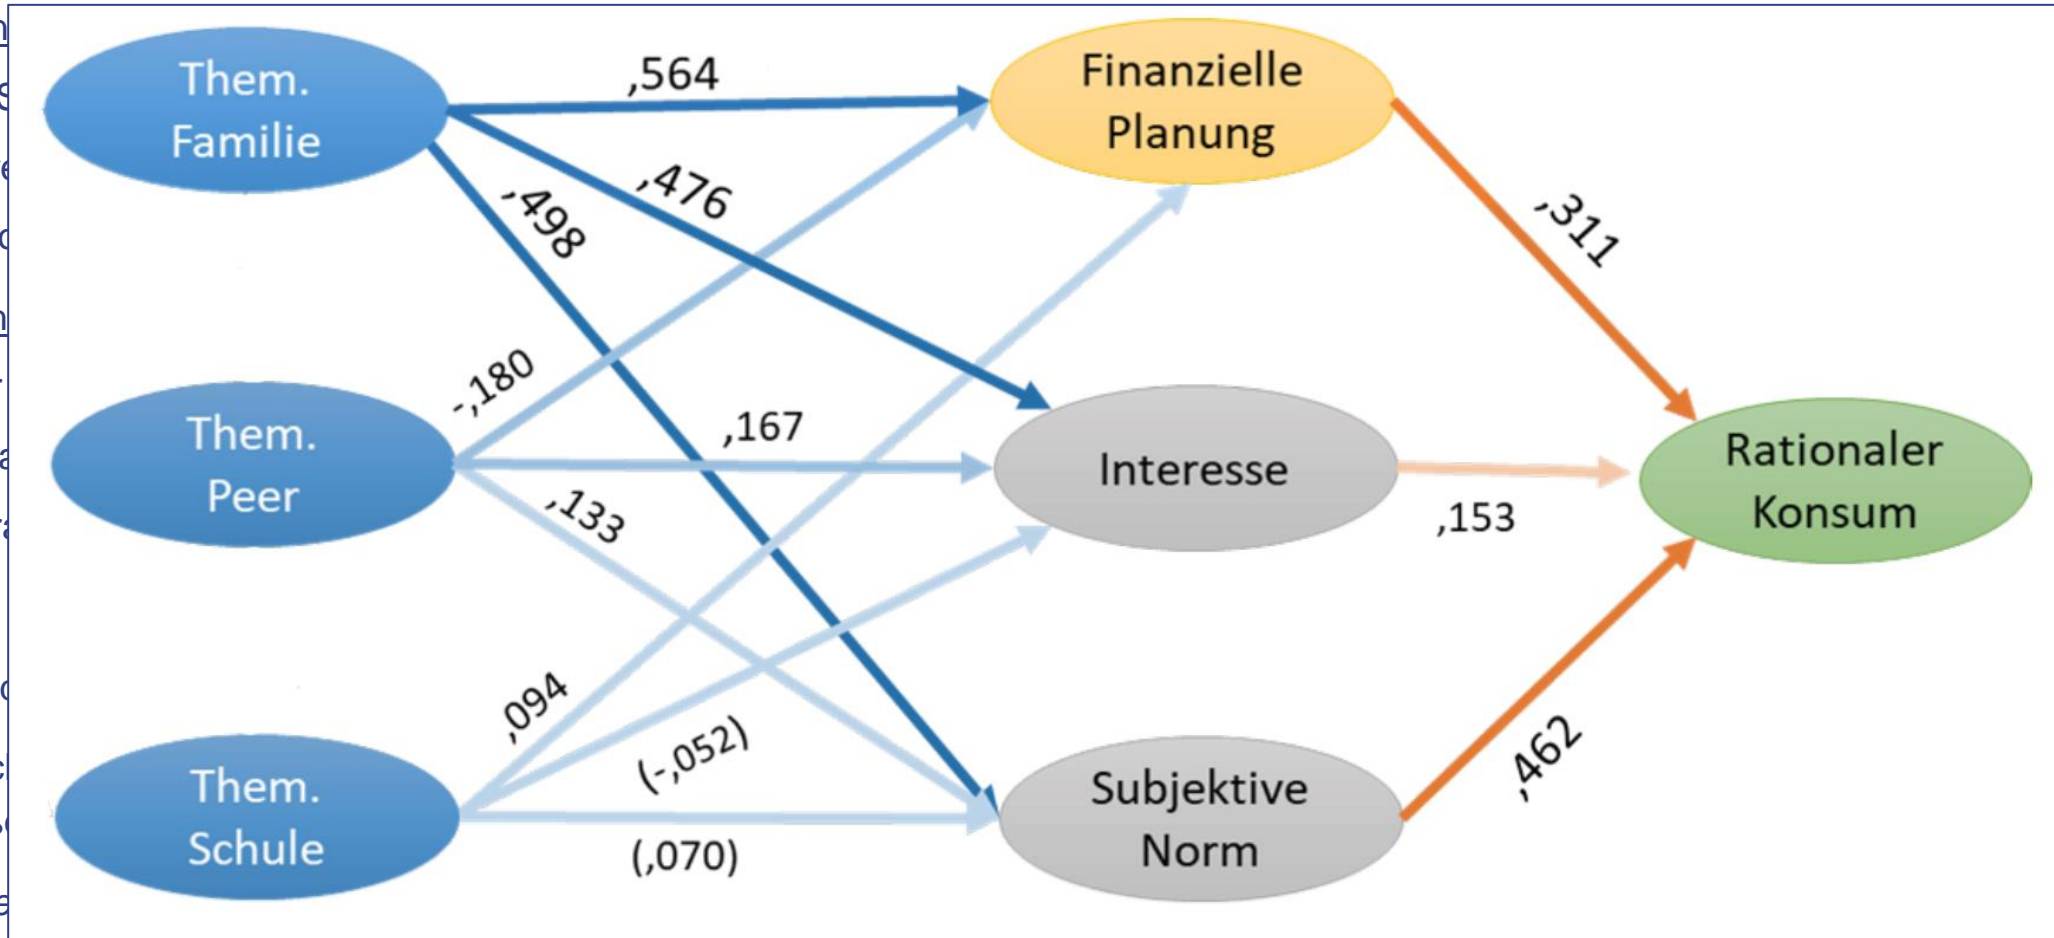 Them.
Familie
,564
Finanzielle
Planung
,476
,498
,311
-,180
Them.
Peer
,167
Interesse
,133
,153
Rationaler
Konsum
,094
(-,052)
,462
Them.
Schule
(,070)
Subjektive
Norm